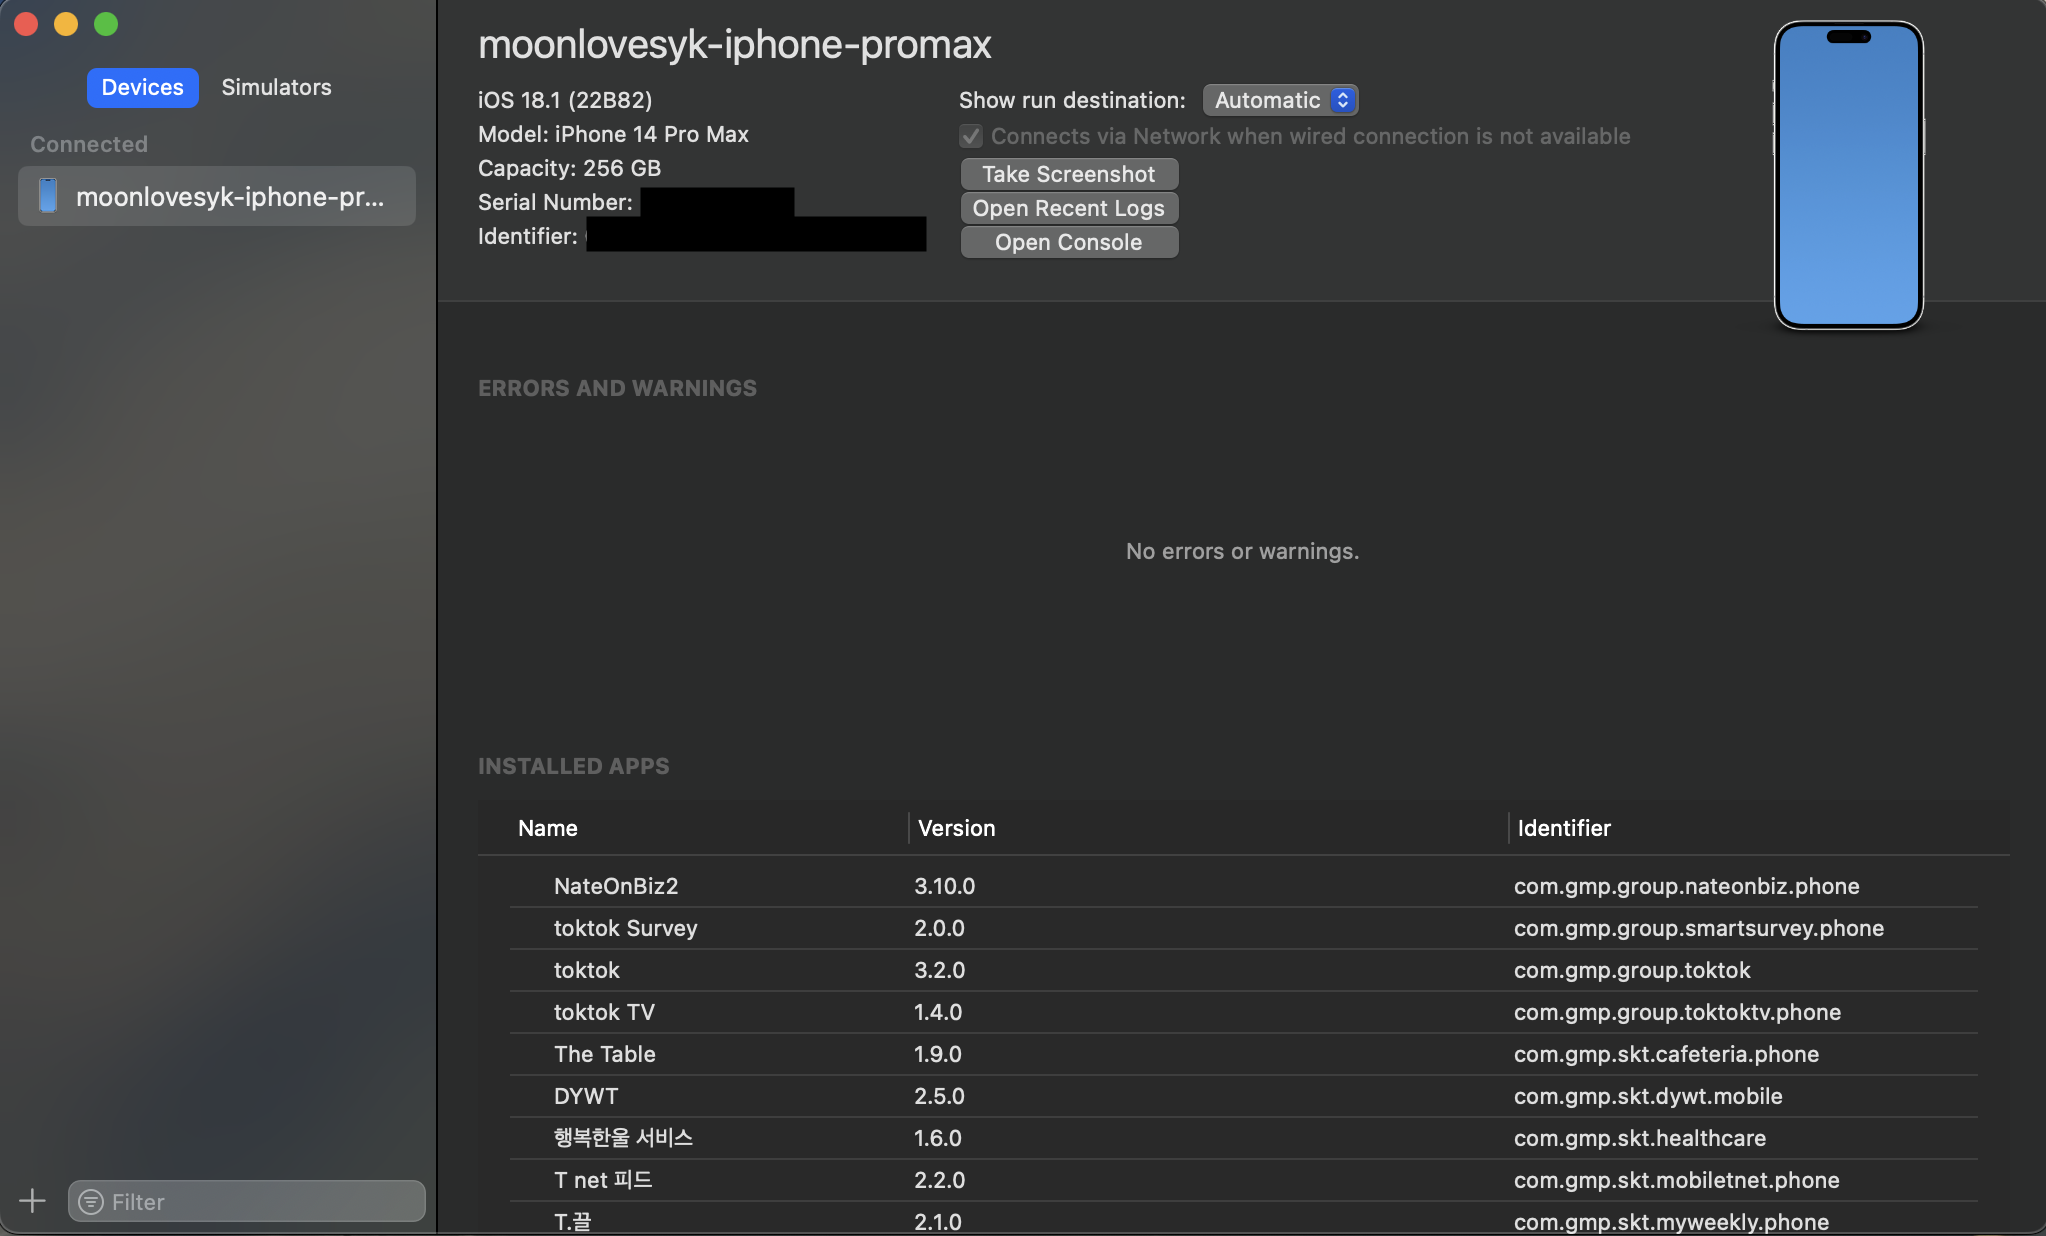 Devices
Simulators
Connected
moonlovesyk-iphone-pr...
Filter
moonlovesyk-iphone-promax
iOS 18.1 (22B82)
Model: iPhone 14 Pro Max
Capacity: 256 GB
Serial Number:
Identifier:
Show run destination: Automatic
Connects via Network when wired connection is not available
Take Screenshot
Open Recent Logs
Open Console
ERRORS AND WARNINGS
No errors or warnings.
INSTALLED APPS
Name Version Identifier
NateOnBiz2 3.10.0 com.gmp.group.nateonbiz.phone
toktok Survey 2.0.0 com.gmp.group.smartsurvey.phone
toktok 3.2.0 com.gmp.group.toktok
toktok TV 1.4.0 com.gmp.group.toktoktv.phone
The Table 1.9.0 com.gmp.skt.cafeteria.phone
DYWT 2.5.0 com.gmp.skt.dywt.mobile
행복한울 서비스 1.6.0 com.gmp.skt.healthcare
T net 피드 2.2.0 com.gmp.skt.mobiletnet.phone
T.끌 2.1.0 com.gmp.skt.myweekly.phone